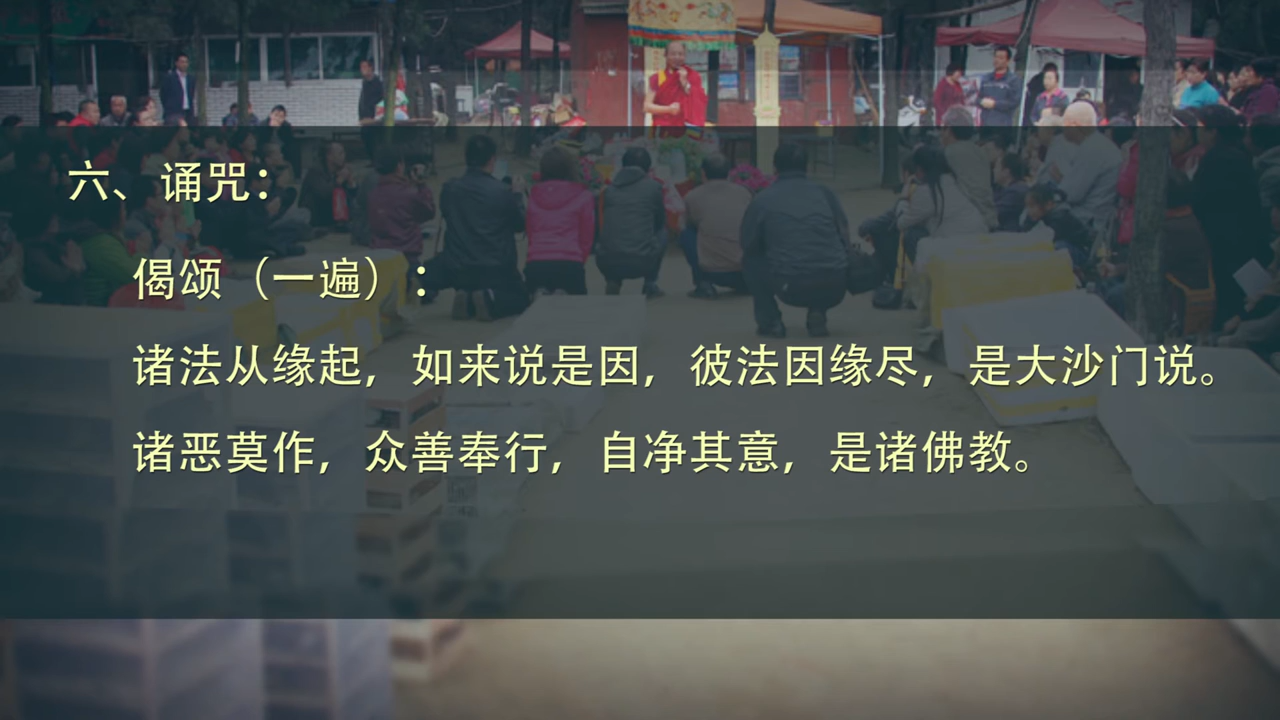 六、诵咒：
偈颂（一遍）：
诸法从缘起，如来说是因，彼法因缘尽，是大沙门说。
诸恶莫作，众善奉行，自净其意，是诸佛教。